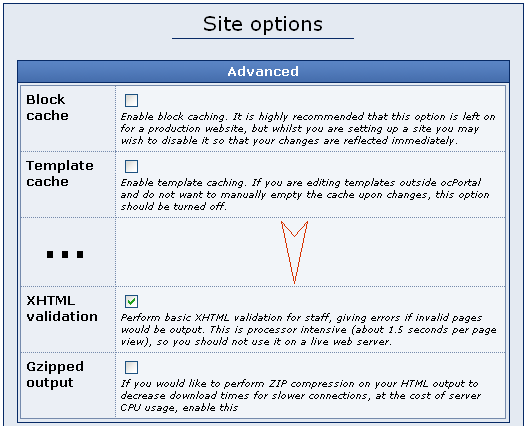 Site options
Advanced
Block
cache
Enable block caching. It is highly recommended that this option is left on
for a production website, but whilst you are setting up a site you may
wish to disable it so that your changes are reflected immediately.
Template
cache
Enable template caching. If you are editing templates outside ocPortal
and do not want to manually empty the cache upon changes, this option
should be turned off.
...
XHTML
validation
Perform basic XHTML validation for staff, giving errors if invalid pages
would be output. This is processor intensive (about 1.5 seconds per page
view), so you should not use it on a live web server.
Gzipped
output
If you would like to perform ZIP compression on your HTML output to
decrease download times for slower connections, at the cost of server
CPU usage, enable this